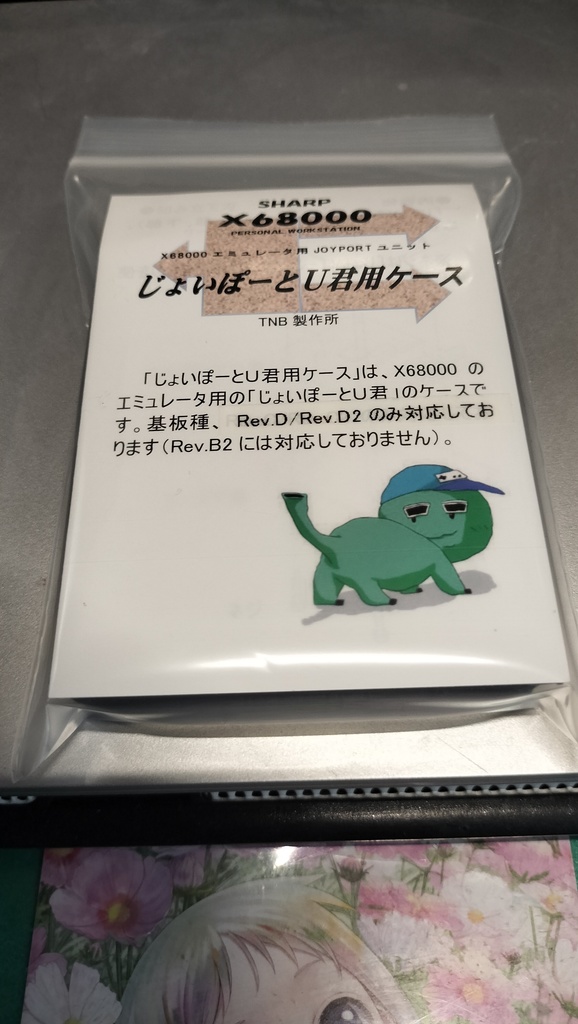 SHARP
X68000
PERSONAL WORKSTATION
X68000 エミュレータ用 JOYPORT ユニット
じょいぽーとU君用ケース
TNB 製作所
「じょいぽーとU君用ケース」は、X68000 の
エミュレータ用の「じょいぽーとU君」のケースで
す。基板種、 Rev.D/Rev.D2 のみ対応してお
ります(Rev.B2 には対応しておりません)。